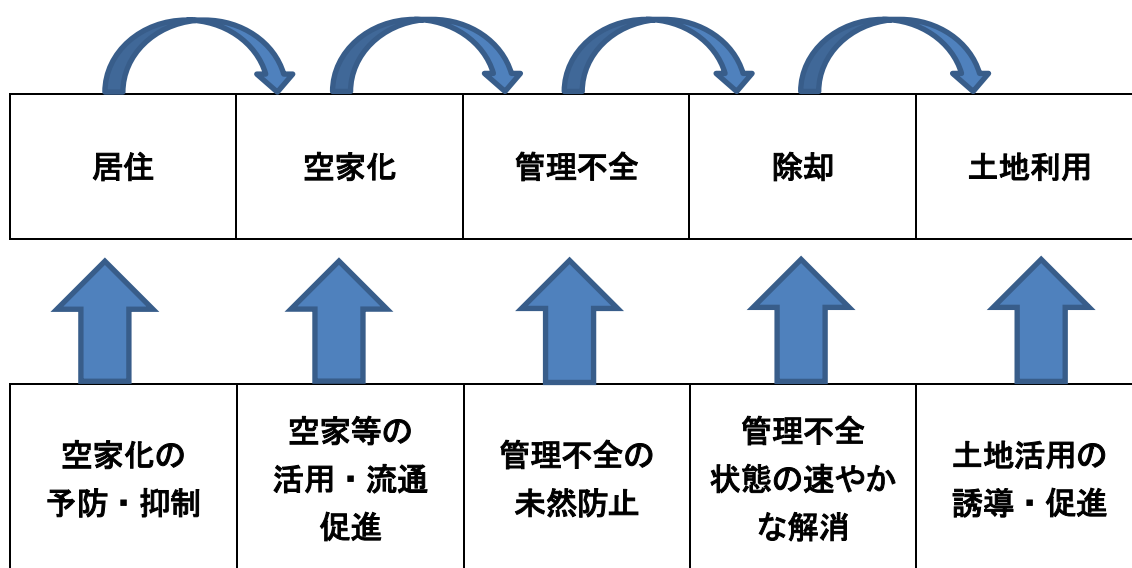 居住
空家化
管理不全
除却
土地利用
空家化の
予防・抑制
空家等の
活用・流通
促進
管理不全の
未然防止
管理不全
状態の速やか
な解消
土地活用の
誘導・促進